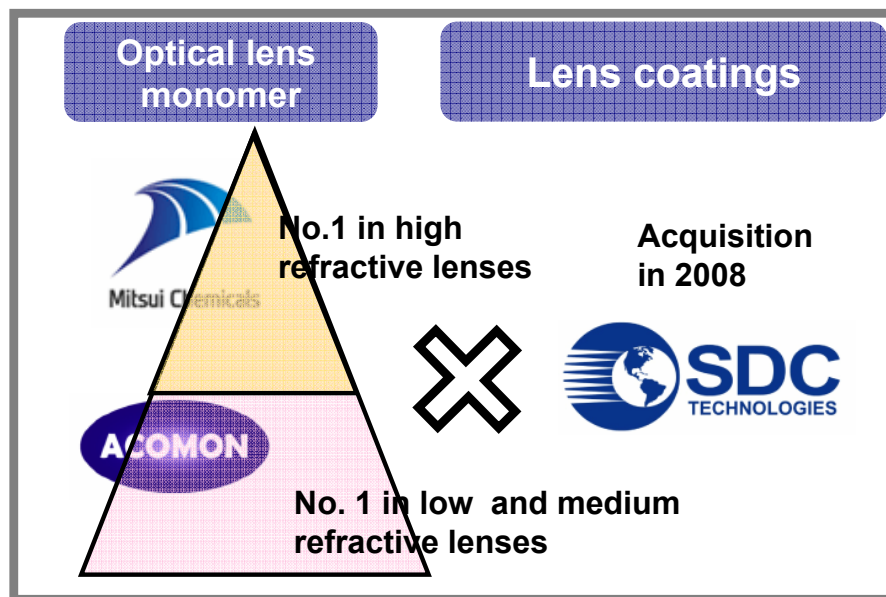 Optical lens
monomer
Lens coatings
Mitsui Chemicals
No.1 in high
refractive lenses
Acquisition
in 2008
SDC
TECHNOLOGIES
ACOMON
No. 1 in low  and medium
refractive lenses